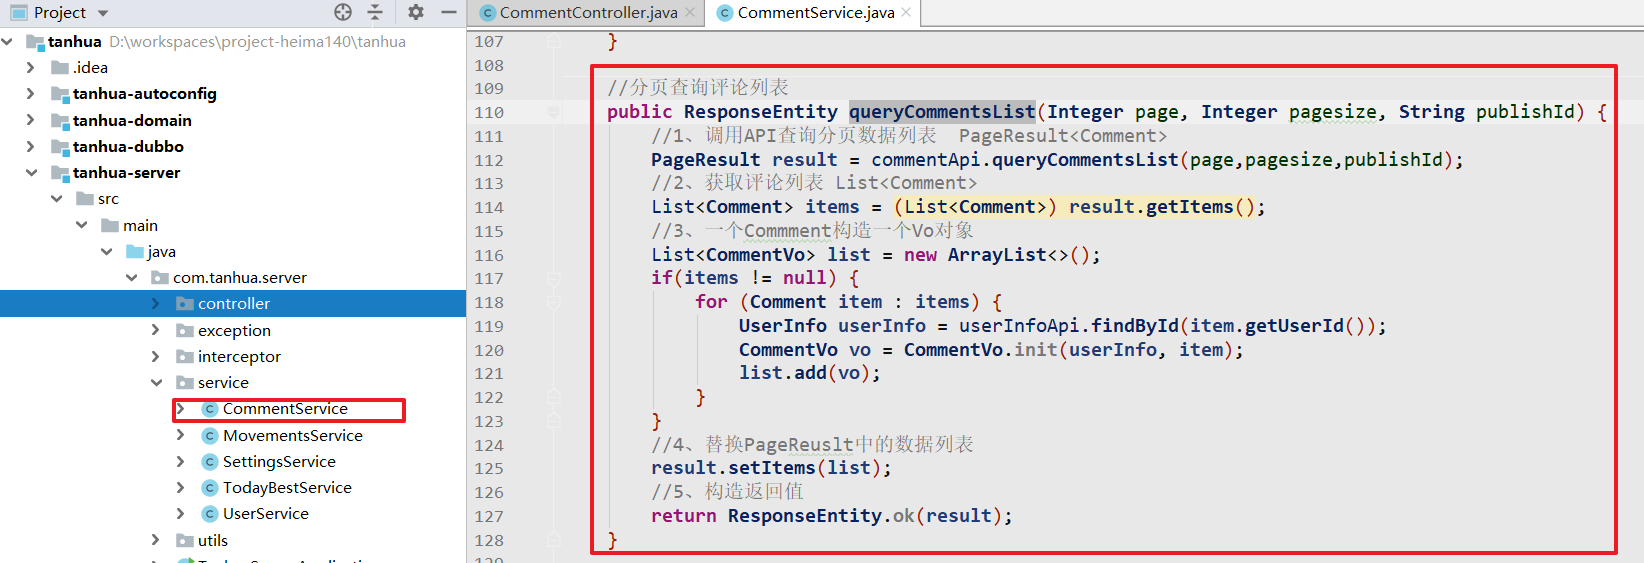 Project
CommentController.java
CommentService.java
tanhua D:\workspaces\project-heima140\tanhua
.idea
tanhua-autoconfig
tanhua-domain
tanhua-dubbo
tanhua-server
src
main
java
com.tanhua.server
controller
exception
interceptor
service
CommentService
MovementsService
SettingsService
TodayBestService
UserService
utils
107 }
108
109 //分页查询评论列表
110 public ResponseEntity queryCommentsList(Integer page, Integer pagesize, String publishId) {
111 //1、调用API查询分页数据列表 PageResult<Comment>
112 PageResult result = commentApi.queryCommentsList(page,pagesize,publishId);
113 //2、获取评论列表 List<Comment>
114 List<Comment> items = (List<Comment>) result.getItems();
115 //3、一个Commment构造一个Vo对象
116 List<CommentVo> list = new ArrayList<>();
117 if(items != null) {
118 for (Comment item : items) {
119 UserInfo userInfo = userInfoApi.findById(item.getUserId());
120 CommentVo vo = CommentVo.init(userInfo, item);
121 list.add(vo);
122 }
123 }
124 //4、替换PageReuslt中的数据列表
125 result.setItems(list);
126 //5、构造返回值
127 return ResponseEntity.ok(result);
128 }